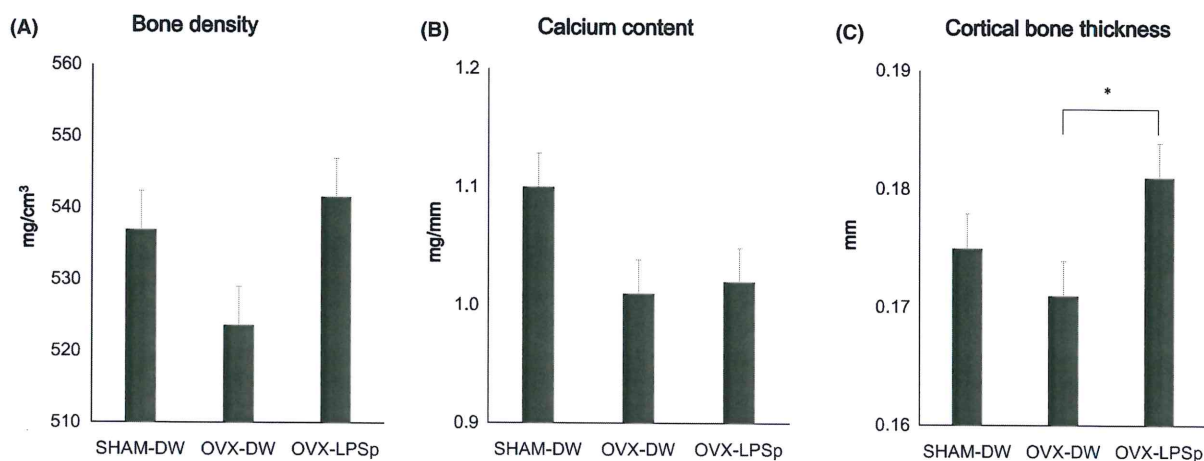 (A) Bone density
560
550
540
530
520
510
mg/cm³
SHAM-DW OVX-DW OVX-LPSp
(B) Calcium content
1.2
1.1
1.0
0.9
mg/mm
SHAM-DW OVX-DW OVX-LPSp
(C) Cortical bone thickness
0.19
0.18
0.17
0.16
mm
*
SHAM-DW OVX-DW OVX-LPSp